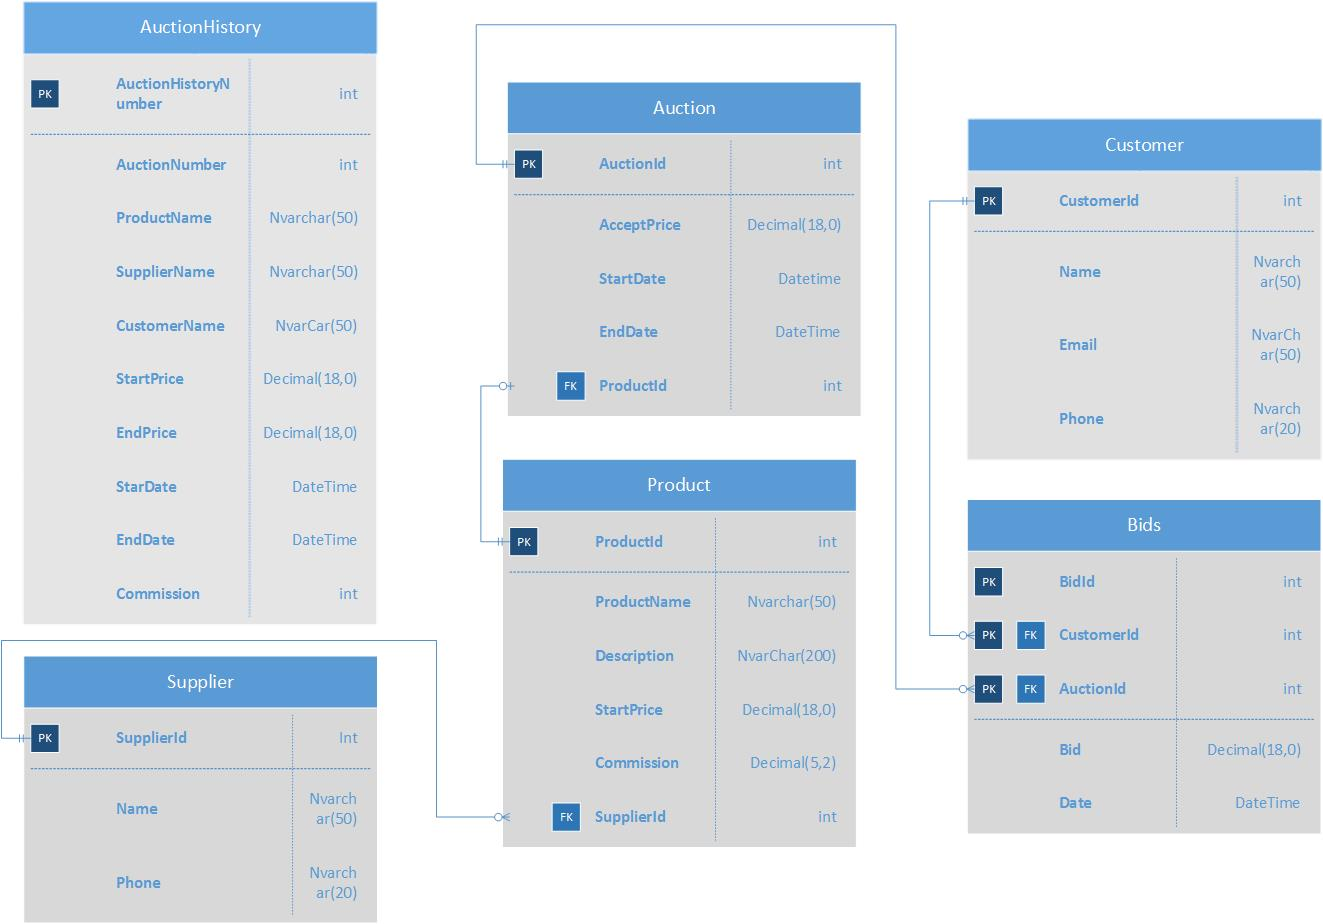 AuctionHistory
PK AuctionHistoryN
umber int
AuctionNumber int
ProductName Nvarchar(50)
SupplierName Nvarchar(50)
CustomerName NvarCar(50)
StartPrice Decimal(18,0)
EndPrice Decimal(18,0)
StarDate DateTime
EndDate DateTime
Commission int
Supplier
PK SupplierId Int
Name Nvarch
ar(50)
Phone Nvarch
ar(20)
Auction
PK AuctionId int
AcceptPrice Decimal(18,0)
StartDate Datetime
EndDate DateTime
FK ProductId int
Product
PK ProductId int
ProductName Nvarchar(50)
Description NvarChar(200)
StartPrice Decimal(18,0)
Commission Decimal(5,2)
FK SupplierId int
Customer
PK CustomerId int
Name Nvarch
ar(50)
Email NvarCh
ar(50)
Phone Nvarch
ar(20)
Bids
PK BidId int
PK FK CustomerId int
PK FK AuctionId int
Bid Decimal(18,0)
Date DateTime